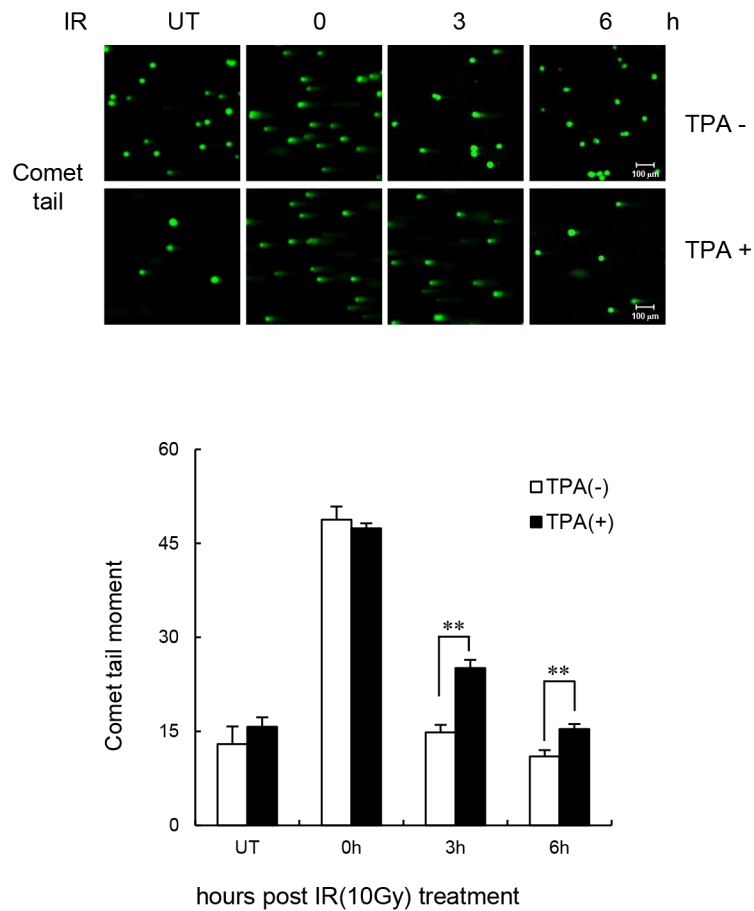 IR UT 0 3 6 h
TPA -
Comet
tail
100 μm
TPA +
100 μm
60
45
30
15
0
Comet tail moment
TPA(-)
TPA(+)
**
**
UT 0h 3h 6h
hours post IR(10Gy) treatment